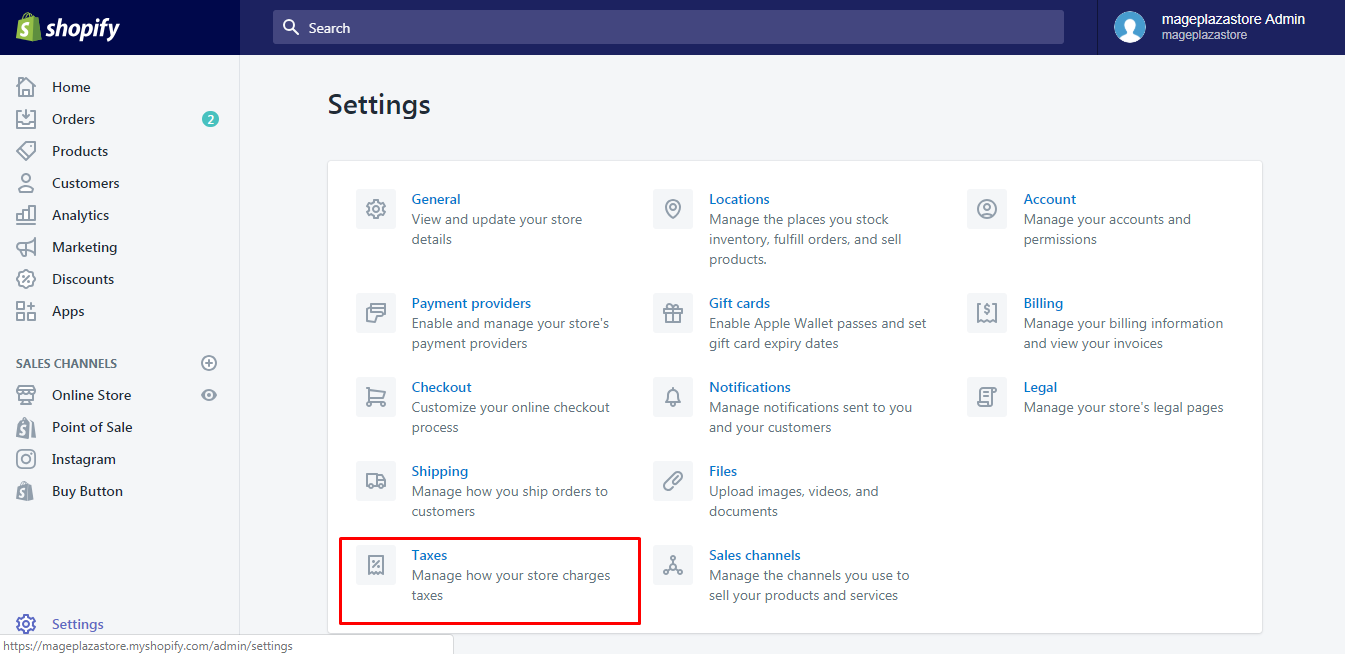 shopify
Search
mageplazastore Admin
mageplazastore
Home
Orders
2
Products
Customers
Analytics
Marketing
Discounts
Apps
SALES CHANNELS
Online Store
Point of Sale
Instagram
Buy Button
Settings
https://mageplazastore.myshopify.com/admin/settings
Settings
General
View and update your store
details
Locations
Manage the places you stock
inventory, fulfill orders, and sell
products.
Account
Manage your accounts and
permissions
Payment providers
Enable and manage your store's
payment providers
Gift cards
Enable Apple Wallet passes and set
gift card expiry dates
Billing
Manage your billing information
and view your invoices
Checkout
Customize your online checkout
process
Notifications
Manage notifications sent to you
and your customers
Legal
Manage your store's legal pages
Shipping
Manage how you ship orders to
customers
Files
Upload images, videos, and
documents
Taxes
Manage how your store charges
taxes
Sales channels
Manage the channels you use to
sell your products and services